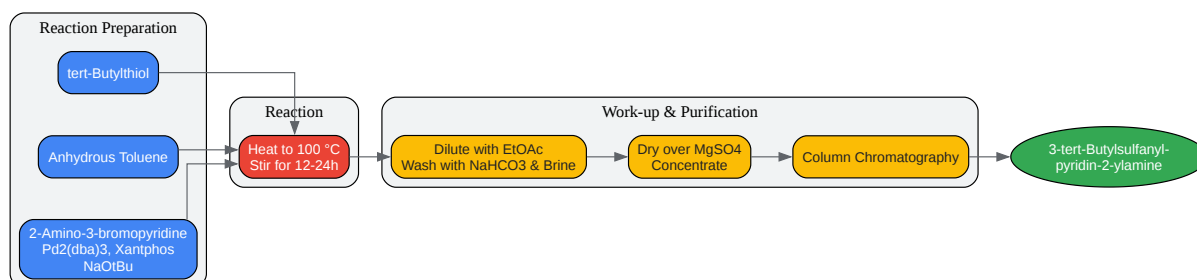 Reaction Preparation
tert-Butylthiol
Anhydrous Toluene
2-Amino-3-bromopyridine
Pd2(dba)3, Xantphos
NaOtBu
Reaction
Heat to 100 °C
Stir for 12-24h
Work-up & Purification
Dilute with EtOAc
Wash with NaHCO3 & Brine
Dry over MgSO4
Concentrate
Column Chromatography
3-tert-Butylsulfanyl-
pyridin-2-ylamine